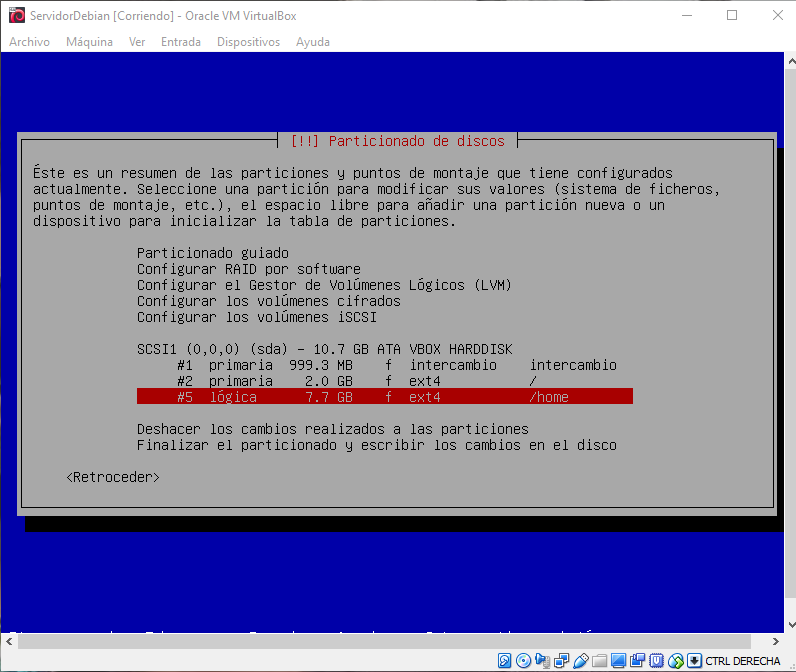 ServidorDebian [Corriendo] - Oracle VM VirtualBox
Archivo Máquina Ver Entrada Dispositivos Ayuda
[!!] Particionado de discos
Éste es un resumen de las particiones y puntos de montaje que tiene configurados
actualmente. Seleccione una partición para modificar sus valores (sistema de ficheros,
puntos de montaje, etc.), el espacio libre para añadir una partición nueva o un
dispositivo para inicializar la tabla de particiones.
Particionado guiado
Configurar RAID por software
Configurar el Gestor de Volúmenes Lógicos (LVM)
Configurar los volúmenes cifrados
Configurar los volúmenes iSCSI
SCSI1 (0,0,0) (sda) - 10.7 GB ATA VBOX HARDDISK
#1 primaria 999.3 MB f intercambio intercambio
#2 primaria 2.0 GB f ext4 /
#5 lógica 7.7 GB f ext4 /home
Deshacer los cambios realizados a las particiones
Finalizar el particionado y escribir los cambios en el disco
<Retroceder>
CTRL DERECHA